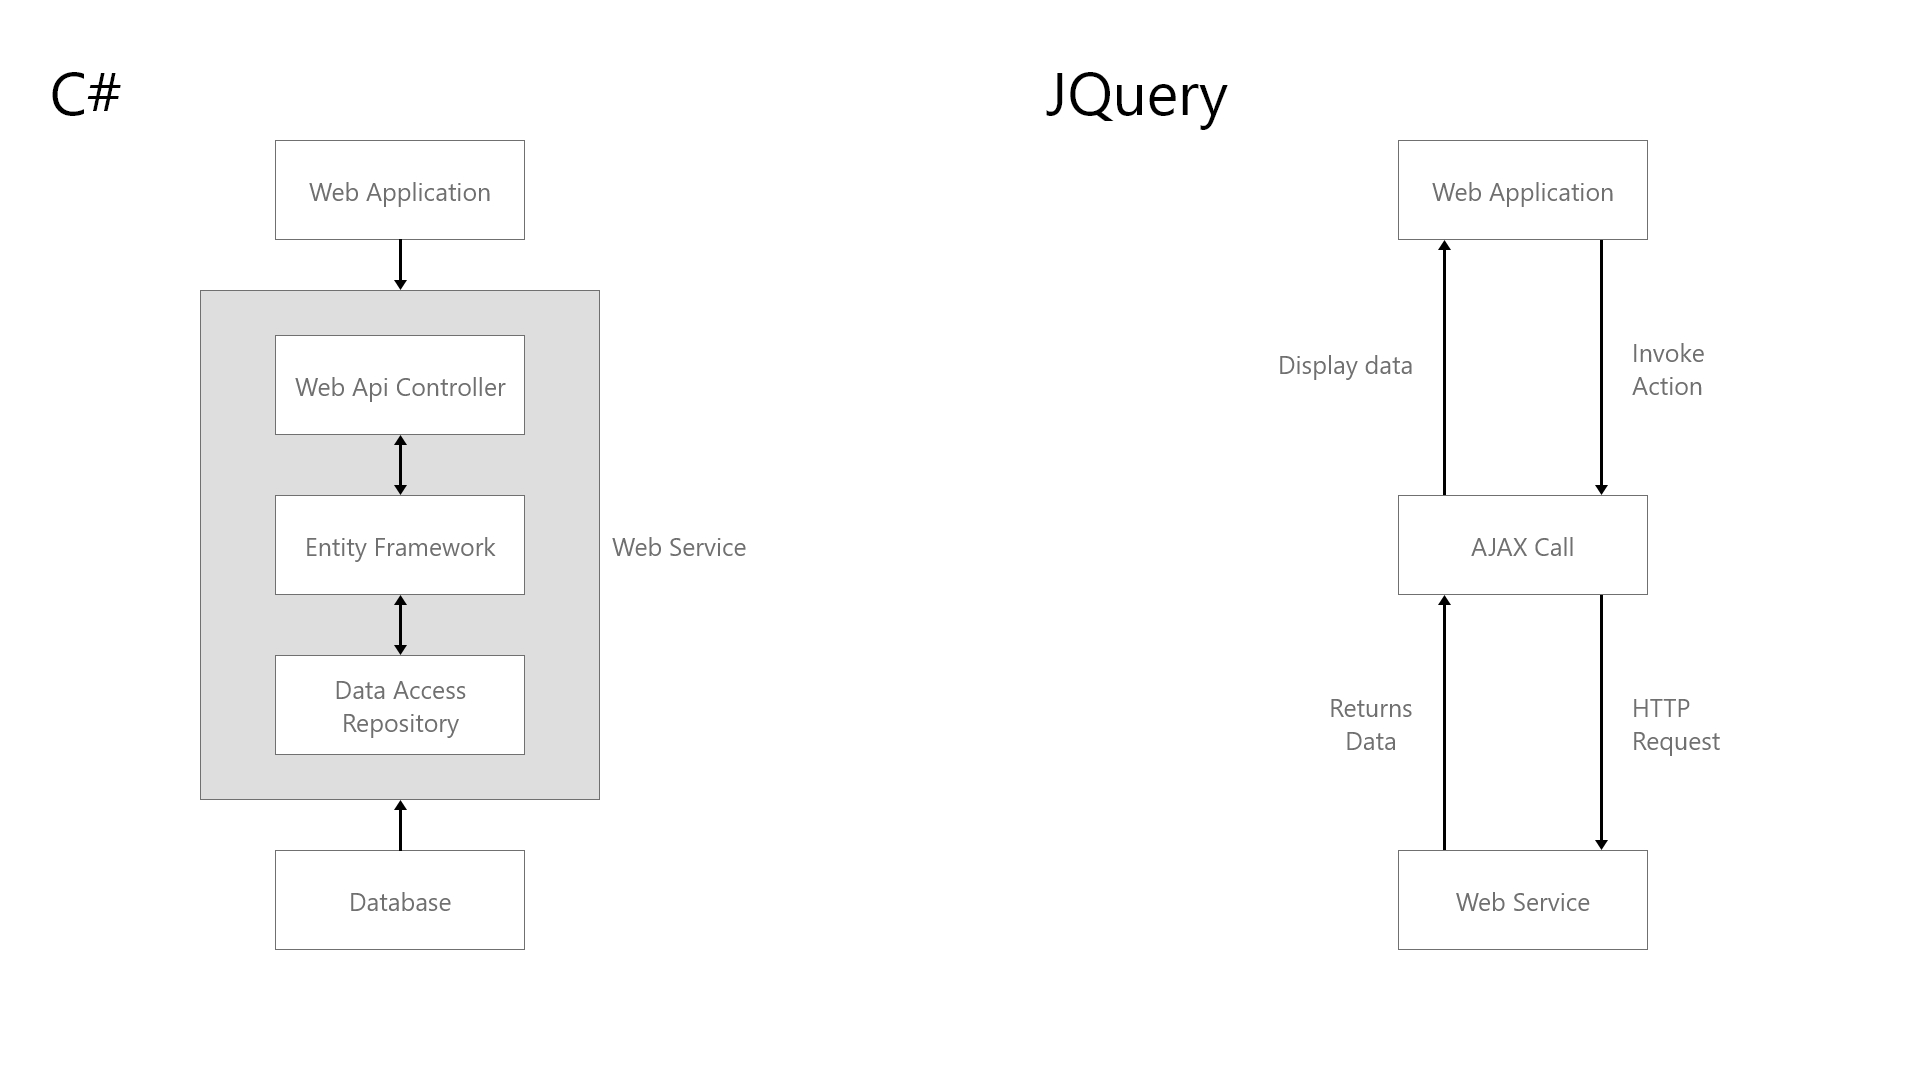 C#
Web Application
Web Api Controller
Entity Framework
Web Service
Data Access
Repository
Database
JQuery
Web Application
Display data
Invoke
Action
AJAX Call
Returns
Data
HTTP
Request
Web Service